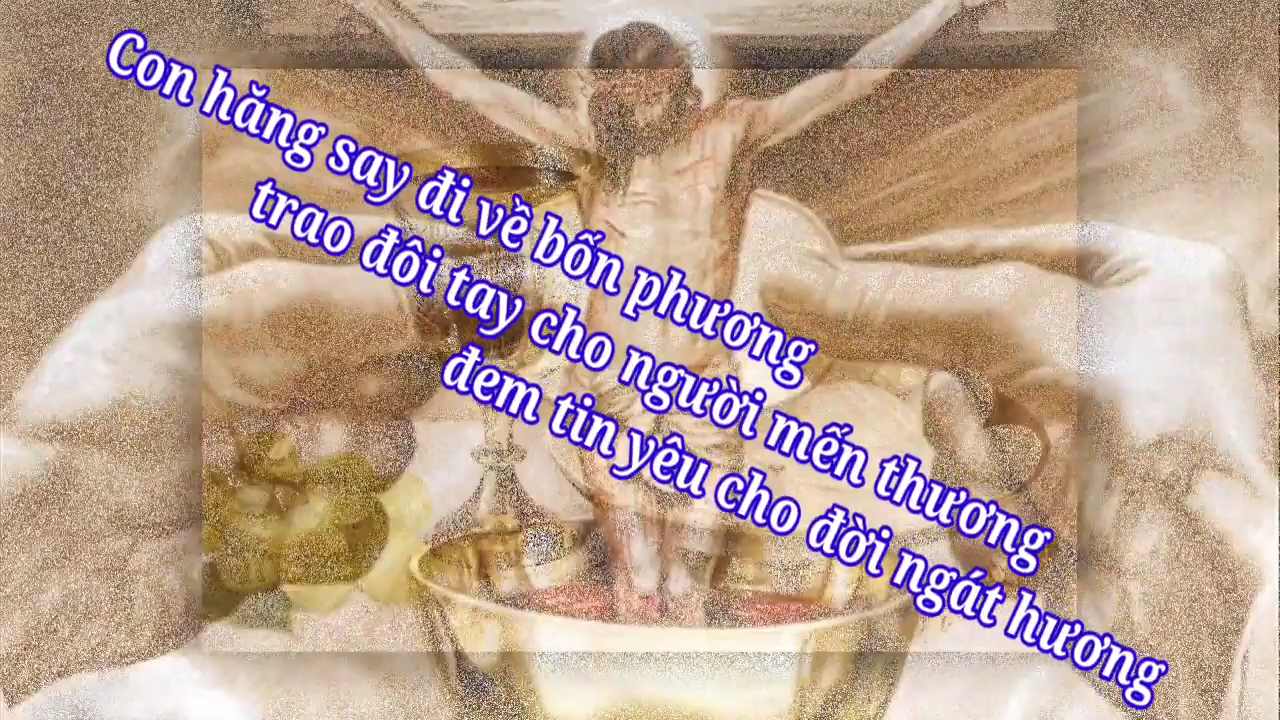 Con hăng say đi về bốn phương
trao đôi tay cho người mến thương
đem tin yêu cho đời ngát hương